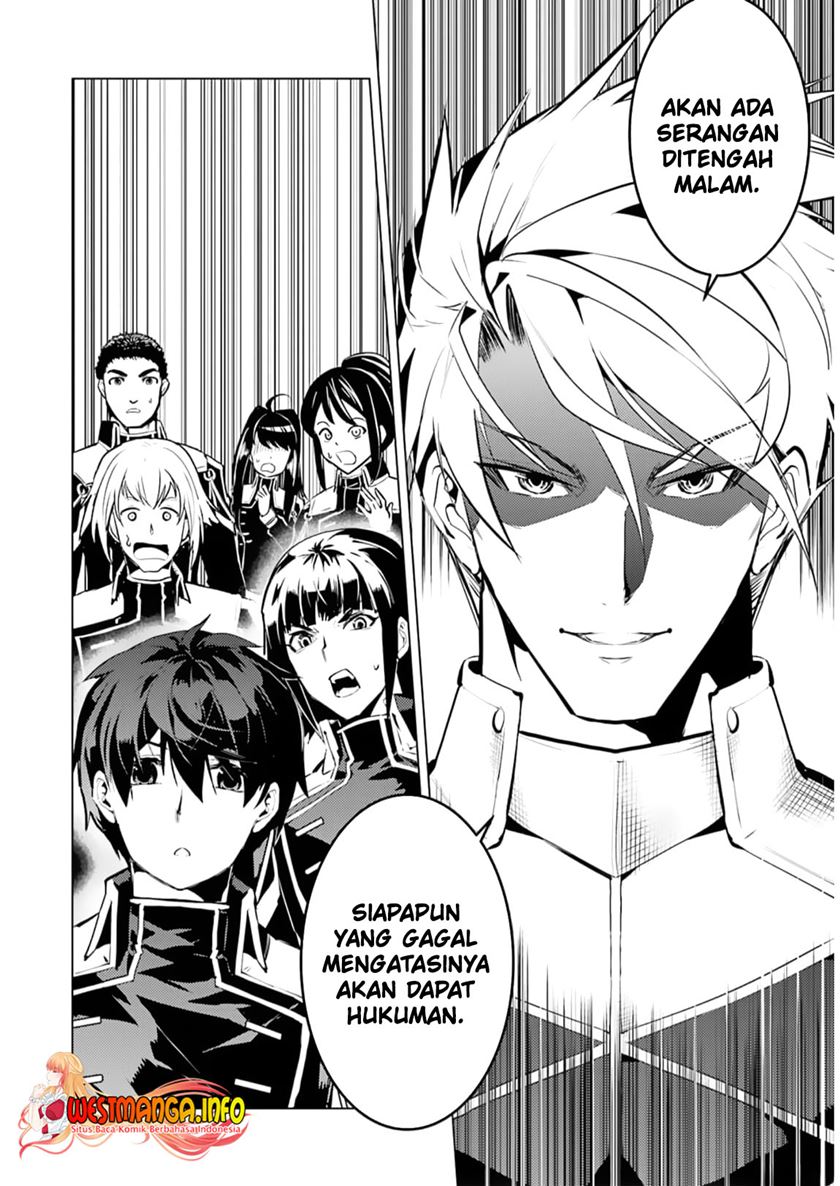 AKAN ADA
SERANGAN
DITENGAH
MALAM.
SIAPAPUN
YANG GAGAL
MENGATASINYA
AKAN DAPAT
HUKUMAN.
WESTMANGA.INFO
SITUS BACA KOMIK BERBAHASA INDONESIA